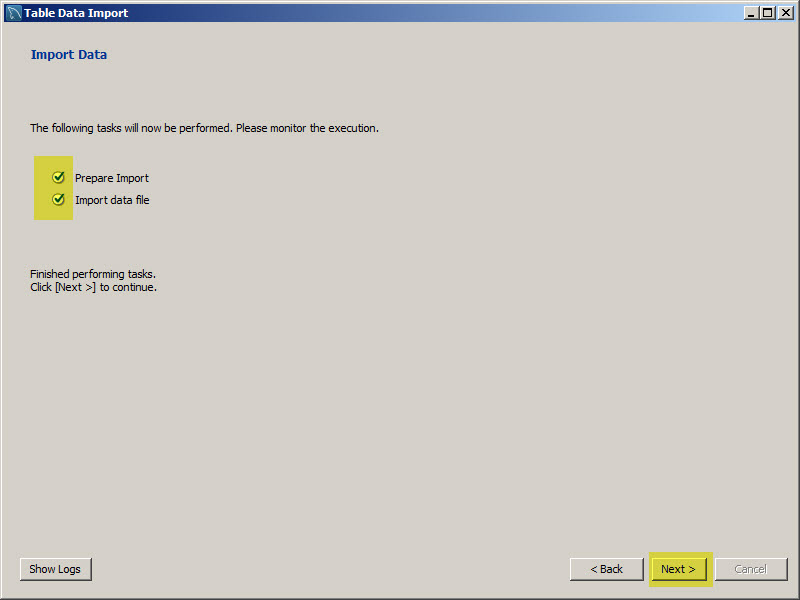 Table Data Import
Import Data
The following tasks will now be performed. Please monitor the execution.
Prepare Import
Import data file
Finished performing tasks.
Click [Next >] to continue.
Show Logs
< Back
Next >
Cancel